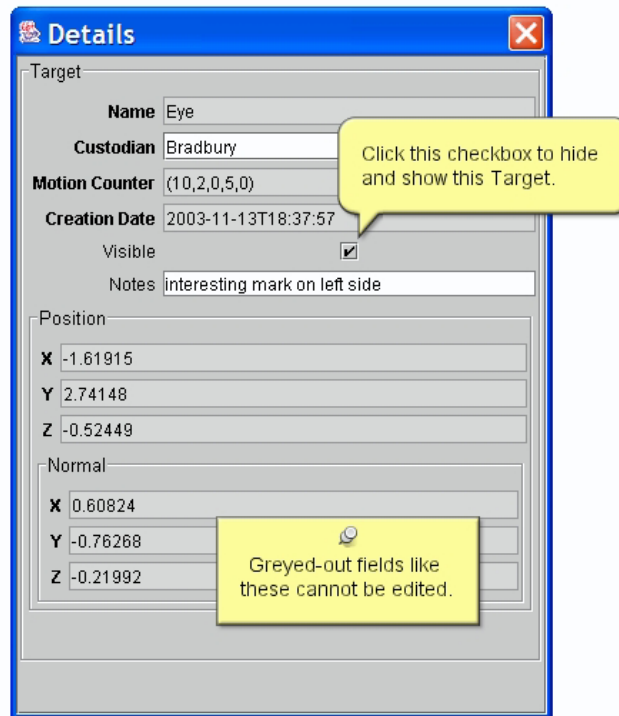 Details
Target
Name Eye
Custodian Bradbury
Click this checkbox to hide
and show this Target.
Motion Counter (10,2,0,5,0)
Creation Date 2003-11-13T18:37:57
Visible
Notes interesting mark on left side
Position
X -1.61915
Y 2.74148
Z -0.52449
Normal
X 0.60824
Y -0.76268
Z -0.21992
Greyed-out fields like
these cannot be edited.